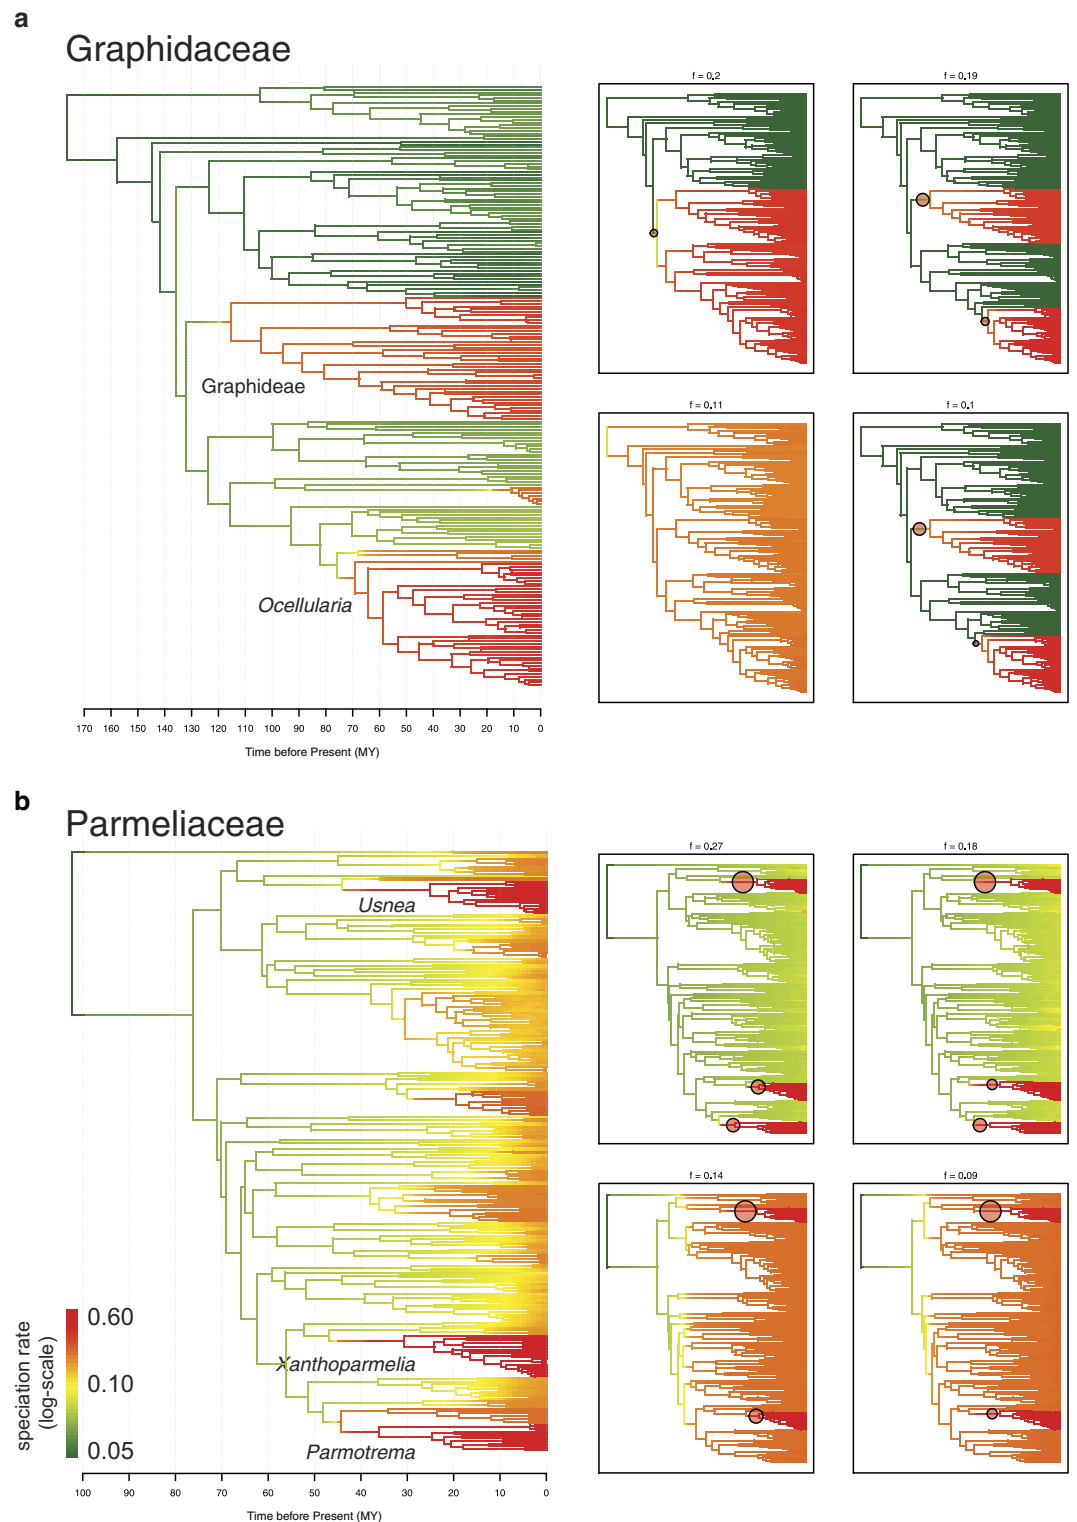 a
Graphidaceae
f = 0.2
f = 0.19
Graphideae
f = 0.11
f = 0.1
Ocellularia
170 160 150 140 130 120 110 100 90 80 70 60 50 40 30 20 10 0
Time before Present (MY)
b
Parmeliaceae
f = 0.27
f = 0.18
Usnea
f = 0.14
f = 0.09
speciation rate
(log-scale)
0.60
0.10
0.05
Xanthoparmelia
Parmotrema
100 90 80 70 60 50 40 30 20 10 0
Time before Present (MY)